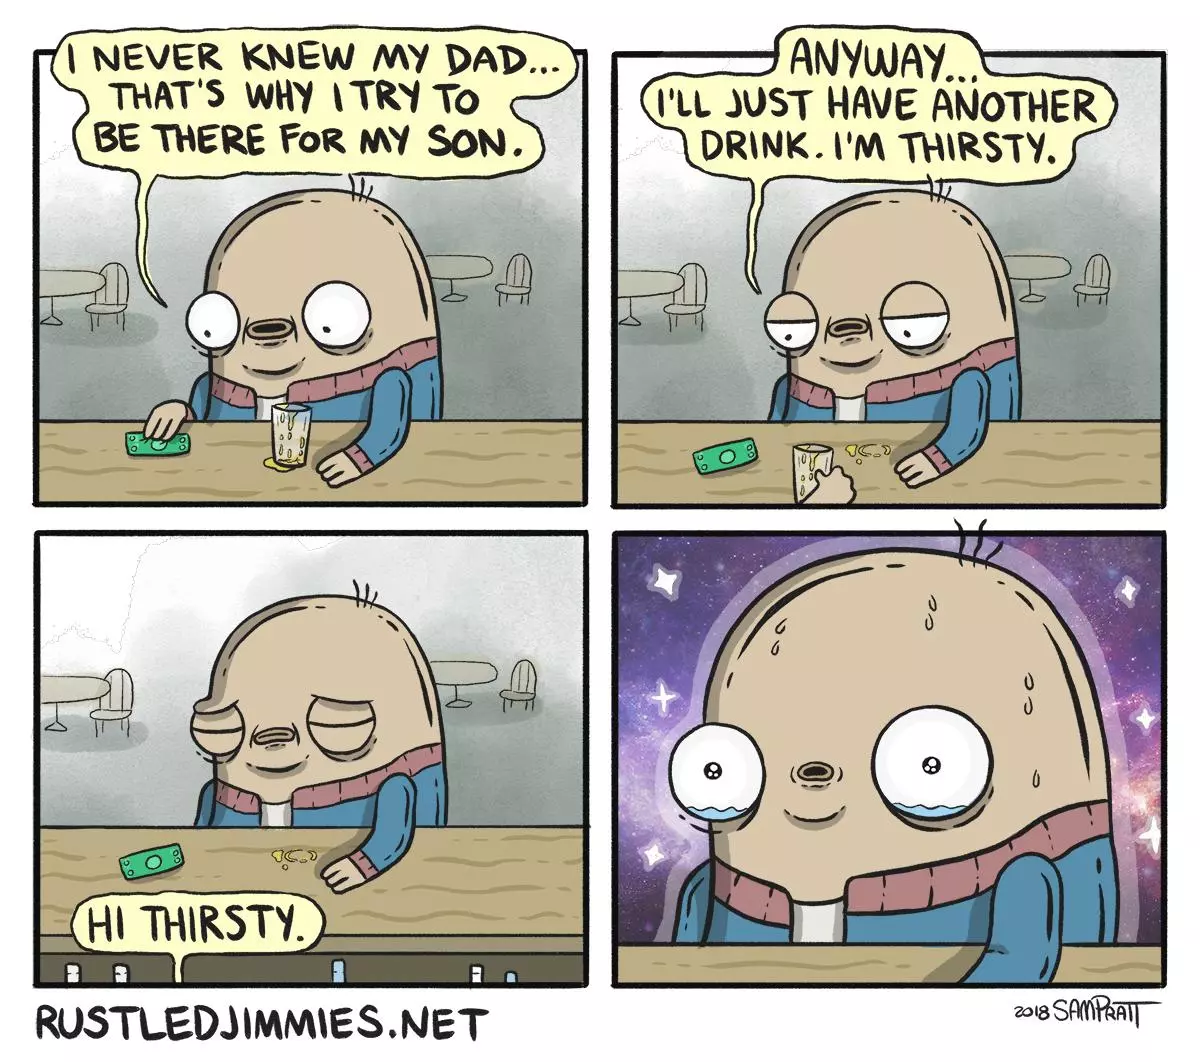 I NEVER KNEW MY DAD...
THAT'S WHY I TRY TO
BE THERE FOR MY SON.
ANYWAY...
I'LL JUST HAVE ANOTHER
DRINK. I'M THIRSTY.
HI THIRSTY.
RUSTLEDJIMMIES.NET
2018 SAMPRATT